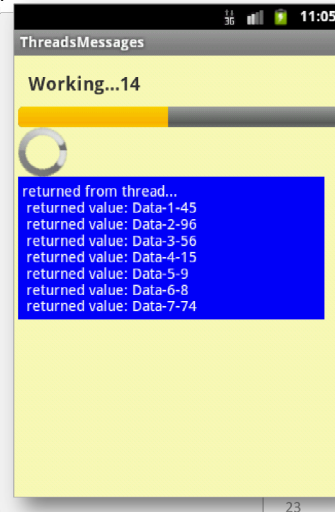 3G 11:05
ThreadsMessages
Working...14
returned from thread...
returned value: Data-1-45
returned value: Data-2-96
returned value: Data-3-56
returned value: Data-4-15
returned value: Data-5-9
returned value: Data-6-8
returned value: Data-7-74
23